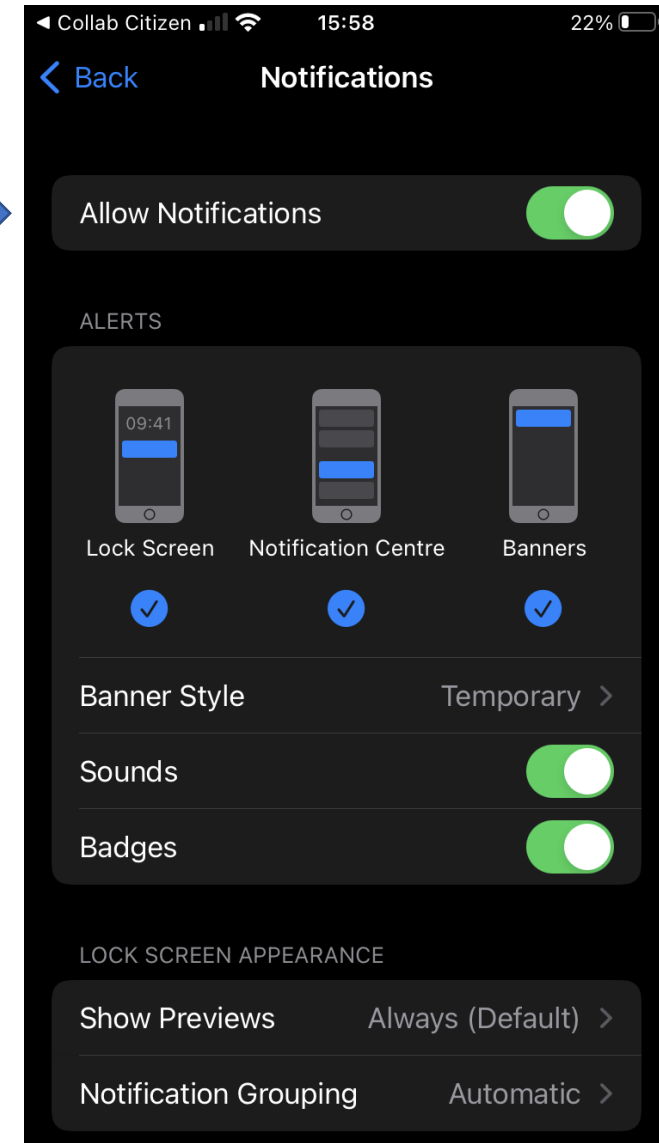 ◀ Collab Citizen 15:58 22%
Back Notifications
Allow Notifications
ALERTS
09:41
Lock Screen Notification Centre Banners
Banner Style Temporary
Sounds
Badges
LOCK SCREEN APPEARANCE
Show Previews Always (Default)
Notification Grouping Automatic